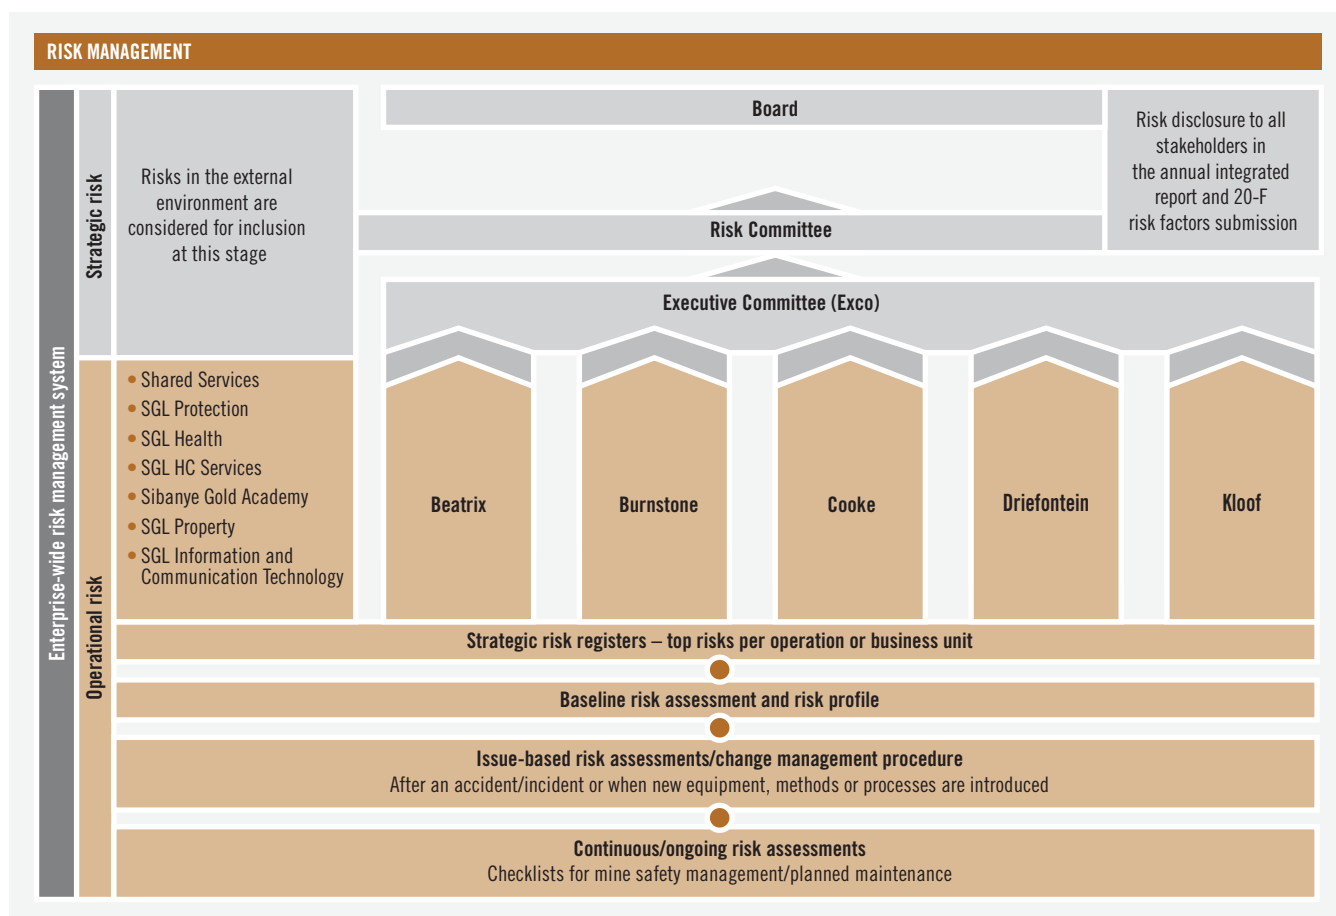 RISK MANAGEMENT
Enterprise-wide risk management system
Strategic risk
Risks in the external
environment are
considered for inclusion
at this stage
Board
Risk disclosure to all
stakeholders in
the annual integrated
report and 20-F
risk factors submission
Risk Committee
Executive Committee (Exco)
Operational risk
• Shared Services
• SGL Protection
• SGL Health
• SGL HC Services
• Sibanye Gold Academy
• SGL Property
• SGL Information and
Communication Technology
Beatrix
Burnstone
Cooke
Driefontein
Kloof
Strategic risk registers – top risks per operation or business unit
Baseline risk assessment and risk profile
Issue-based risk assessments/change management procedure
After an accident/incident or when new equipment, methods or processes are introduced
Continuous/ongoing risk assessments
Checklists for mine safety management/planned maintenance